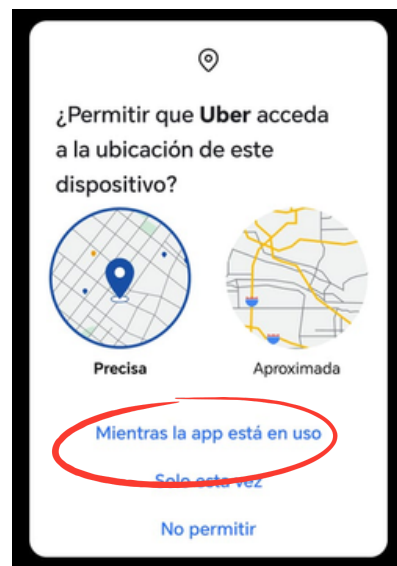 ¿Permitir que Uber acceda
a la ubicación de este
dispositivo?
Precisa Aproximada
Mientras la app está en uso
Solo esta vez
No permitir